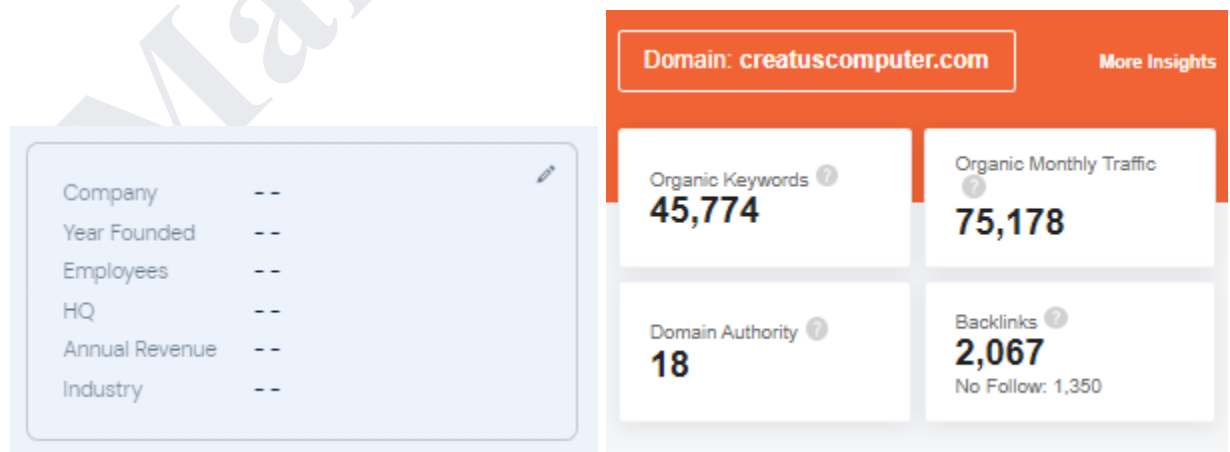 Ma
Company - -
Year Founded - -
Employees - -
HQ - -
Annual Revenue - -
Industry - -
Domain: creatuscomputer.com
More Insights
Organic Keywords ?
45,774
Organic Monthly Traffic
?
75,178
Domain Authority ?
18
Backlinks ?
2,067
No Follow: 1,350